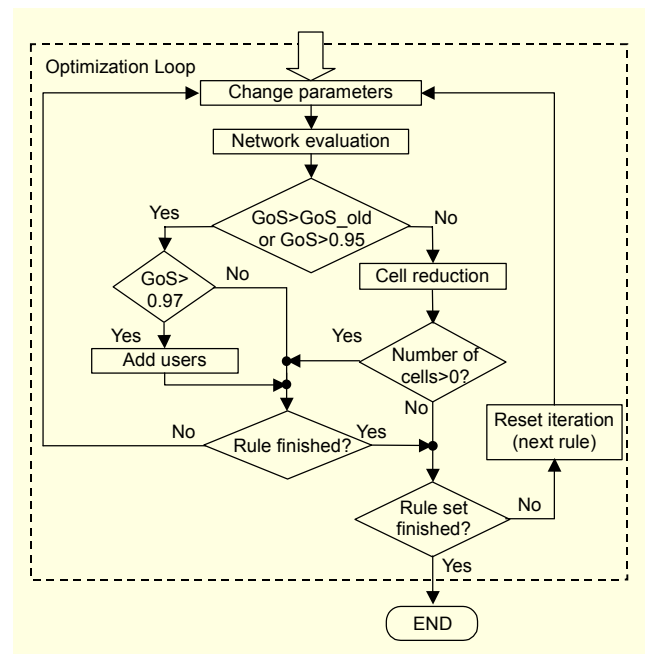 Optimization Loop
Change parameters
Network evaluation
GoS>GoS_old
or GoS>0.95
Yes
No
GoS>
0.97
No
Cell reduction
Yes
Add users
Yes
Number of
cells>0?
No
Rule finished?
No
Yes
Reset iteration
(next rule)
Rule set
finished?
No
Yes
END